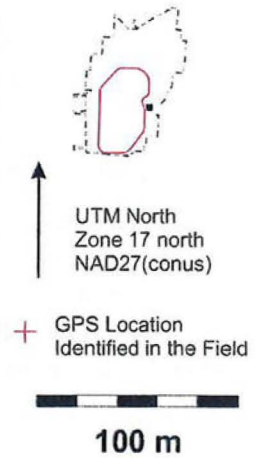 UTM North
Zone 17 north
NAD27(conus)
GPS Location
Identified in the Field
100 m